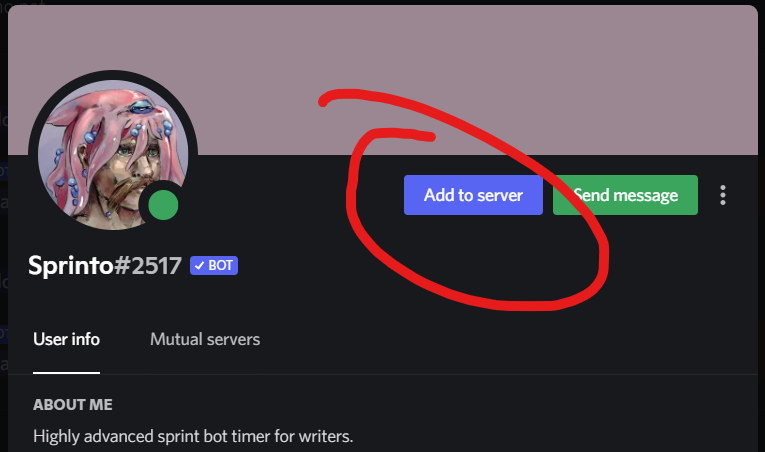 Add to server
Send message
Sprinto#2517
BOT
User info
Mutual servers
ABOUT ME
Highly advanced sprint bot timer for writers.